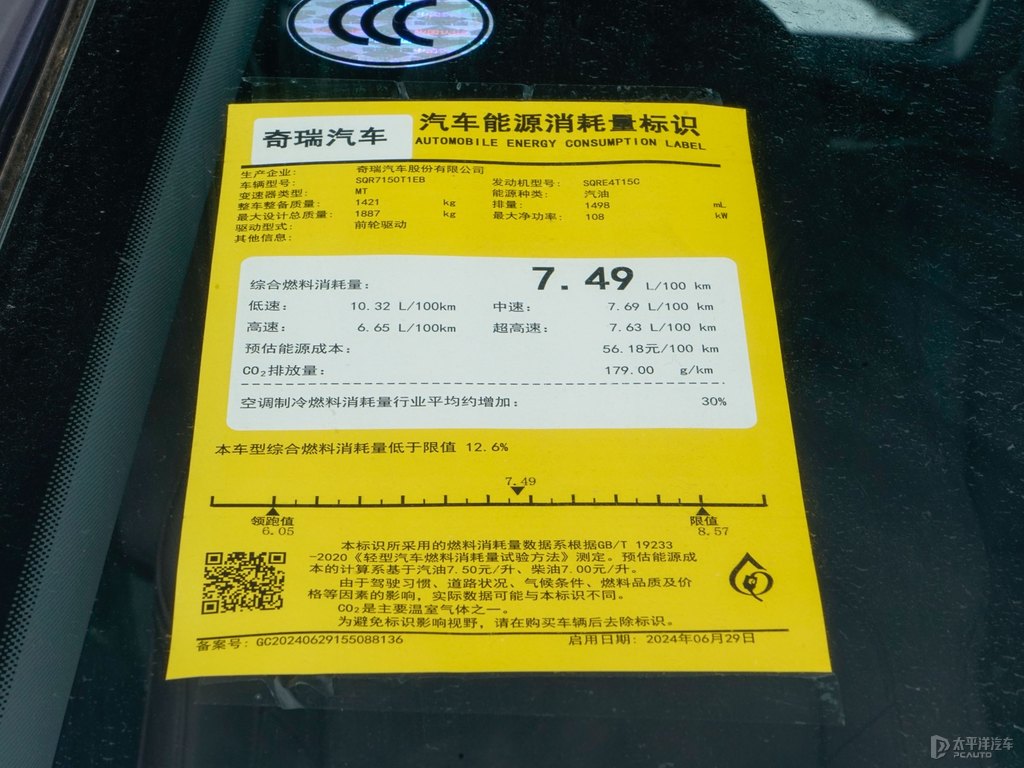 CCC
奇瑞汽车
汽车能源消耗量标识
AUTOMOBILE ENERGY CONSUMPTION LABEL
生产企业: 奇瑞汽车股份有限公司
车辆型号: SQR7150T1EB 发动机型号: SQRE4T15C
变速器类型: MT 能源种类: 汽油
整车整备质量: 1421 kg 排量: 1498 mL
最大设计总质量: 1887 kg 最大净功率: 108 kW
驱动型式: 前轮驱动
其他信息:
综合燃料消耗量: 7.49 L/100 km
低速: 10.32 L/100km 中速: 7.69 L/100 km
高速: 6.65 L/100km 超高速: 7.63 L/100 km
预估能源成本: 56.18元/100 km
CO₂排放量: 179.00 g/km
空调制冷燃料消耗量行业平均约增加: 30%
本车型综合燃料消耗量低于限值 12.6%
7.49
领跑值 限值
6.05 8.57
本标识所采用的燃料消耗量数据系根据GB/T 19233
-2020《轻型汽车燃料消耗量试验方法》测定。预估能源成
本的计算系基于汽油7.50元/升、柴油7.00元/升。
由于驾驶习惯、道路状况、气候条件、燃料品质及价
格等因素的影响，实际数据可能与本标识不同。
CO₂是主要温室气体之一。
为避免标识影响视野，请在购买车辆后去除标识。
备案号: GC20240629155088136 启用日期: 2024年06月29日
太平洋汽车
PCAUTO